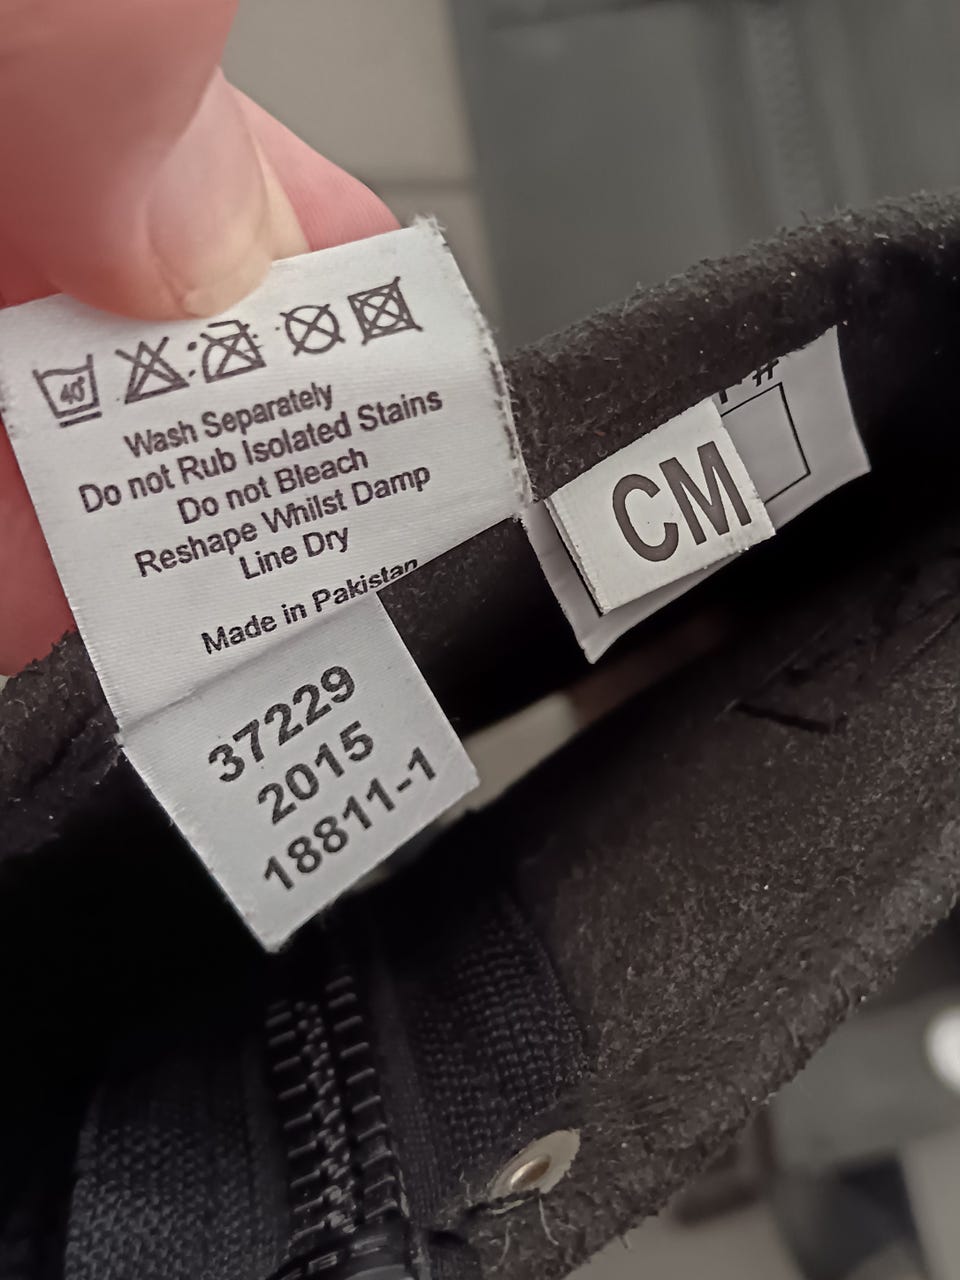 40°
Wash Separately
Do not Rub Isolated Stains
Do not Bleach
Reshape Whilst Damp
Line Dry
Made in Pakistan
37229
2015
18811-1
#
CM